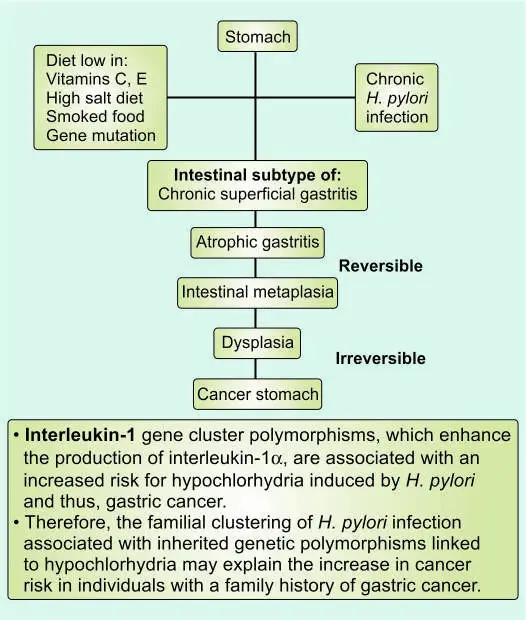 Stomach
Diet low in:
Vitamins C, E
High salt diet
Smoked food
Gene mutation
Chronic
H. pylori
infection
Intestinal subtype of:
Chronic superficial gastritis
Atrophic gastritis
Reversible
Intestinal metaplasia
Dysplasia
Irreversible
Cancer stomach
• Interleukin-1 gene cluster polymorphisms, which enhance
the production of interleukin-1α, are associated with an
increased risk for hypochlorhydria induced by H. pylori
and thus, gastric cancer.
• Therefore, the familial clustering of H. pylori infection
associated with inherited genetic polymorphisms linked
to hypochlorhydria may explain the increase in cancer
risk in individuals with a family history of gastric cancer.